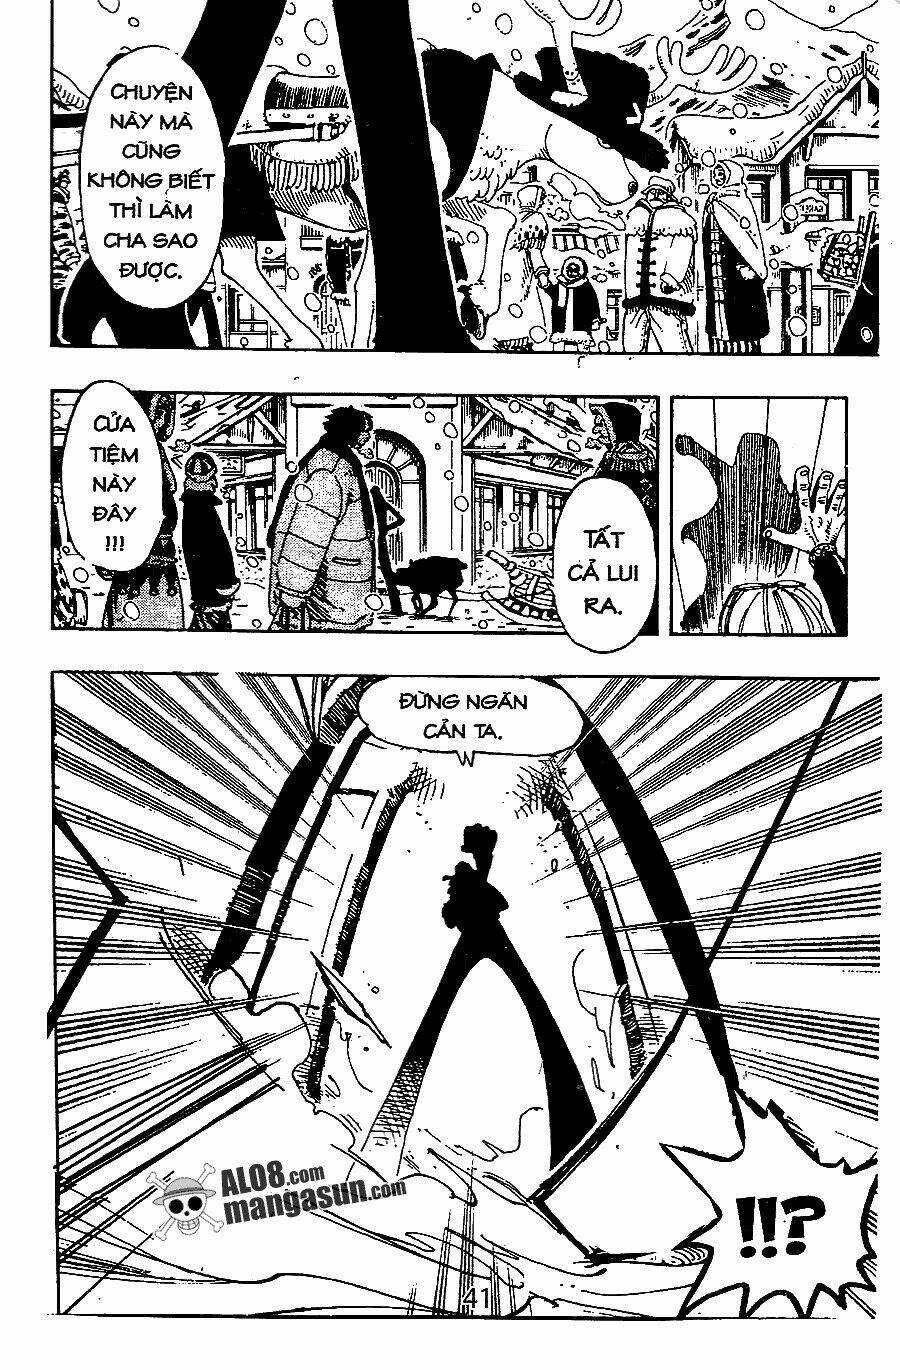 CHUYỆN
NÀY MÀ
CŨNG
KHÔNG BIẾT
THÌ LÀM
CHA SAO
ĐƯỢC.
TẤT
CẢ LUI
RA.
CỬA
TIỆM
NÀY
ĐÂY
!!!
ĐỪNG NGĂN
CẢN TA.
!!?
ALO8.com
mangasun.com
41